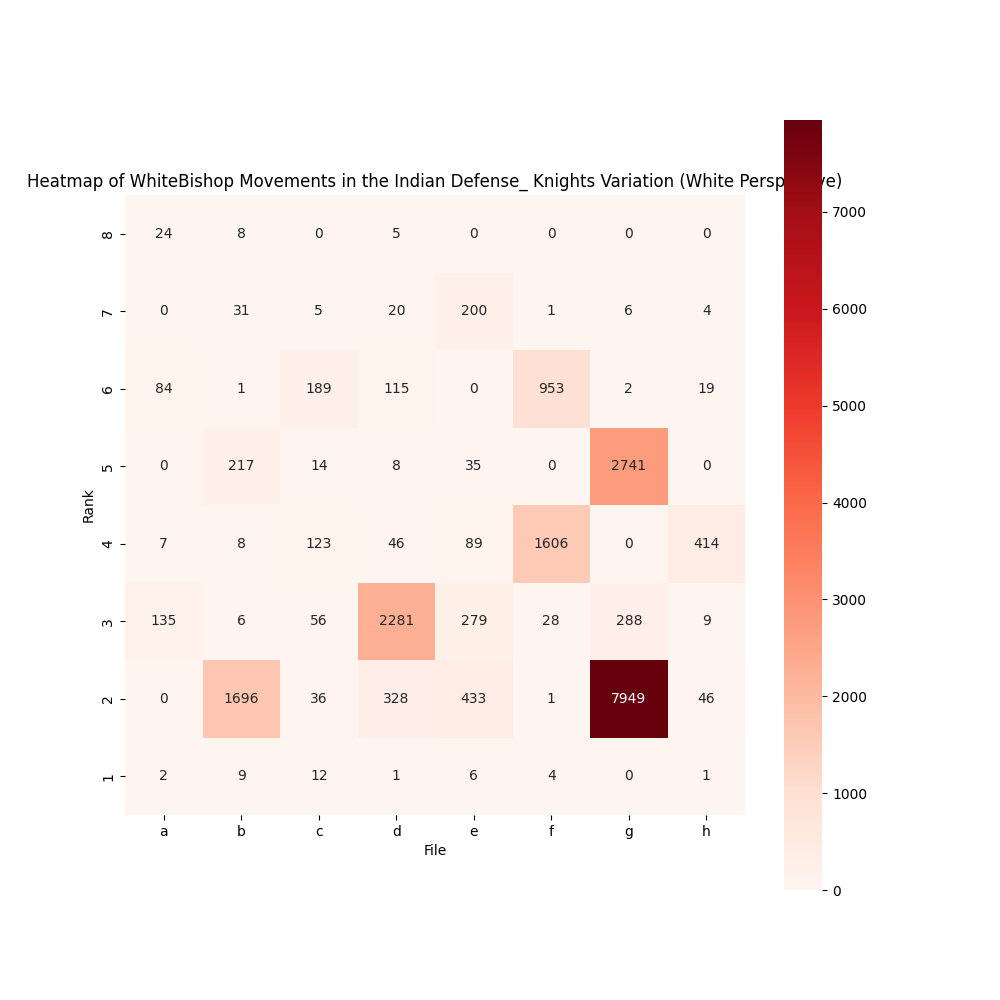 Heatmap of WhiteBishop Movements in the Indian Defense_ Knights Variation (White Perspective)
8 24 8 0 5 0 0 0 0
7 0 31 5 20 200 1 6 4
6 84 1 189 115 0 953 2 19
5 0 217 14 8 35 0 2741 0
4 7 8 123 46 89 1606 0 414
3 135 6 56 2281 279 28 288 9
2 0 1696 36 328 433 1 7949 46
1 2 9 12 1 6 4 0 1
a b c d e f g h
File
Rank
7000
6000
5000
4000
3000
2000
1000
0